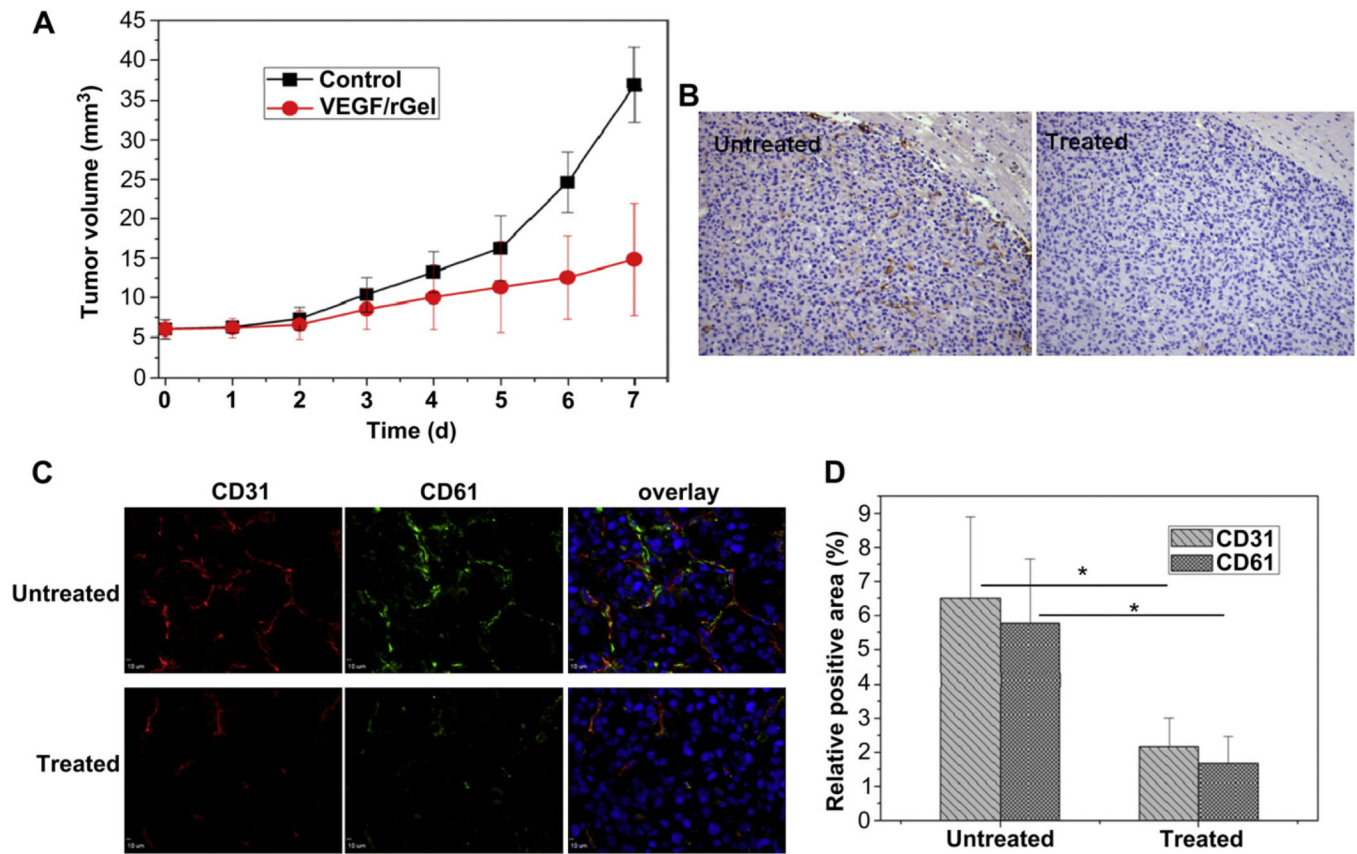 A
Tumor volume (mm³)
45
40
35
30
25
20
15
10
5
0
Control
VEGF/rGel
0 1 2 3 4 5 6 7
Time (d)
B
Untreated
Treated
C
CD31 CD61 overlay
Untreated
10 um 10 um 10 um
Treated
10 um 10 um 10 um
D
Relative positive area (%)
9
8
7
6
5
4
3
2
1
0
CD31
CD61
*
*
Untreated Treated